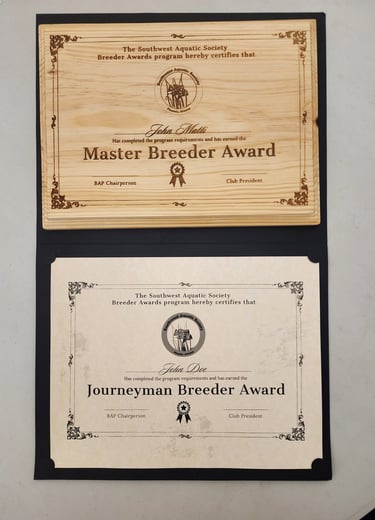 The Southwest Aquatic Society
Breeder Awards program hereby certifies that
Has completed the program requirements and has earned the
Master Breeder Award
BAP Chairperson Club President
The Southwest Aquatic Society
Breeder Awards program hereby certifies that
John Doe
Has completed the program requirements and has earned the
Journeyman Breeder Award
BAP Chairperson Club President